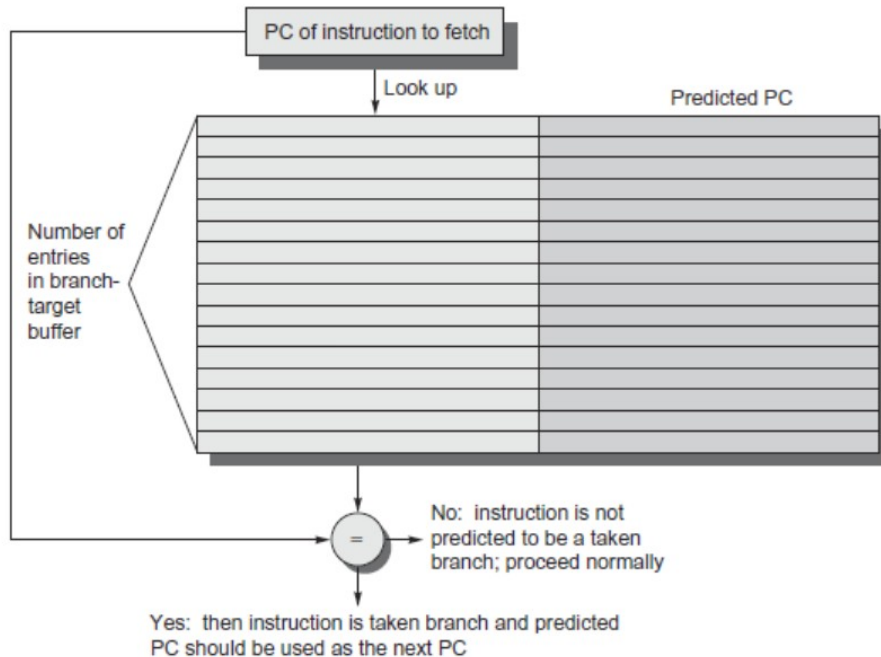 PC of instruction to fetch
Look up
Predicted PC
Number of
entries
in branch-
target
buffer
=
No: instruction is not
predicted to be a taken
branch; proceed normally
Yes: then instruction is taken branch and predicted
PC should be used as the next PC